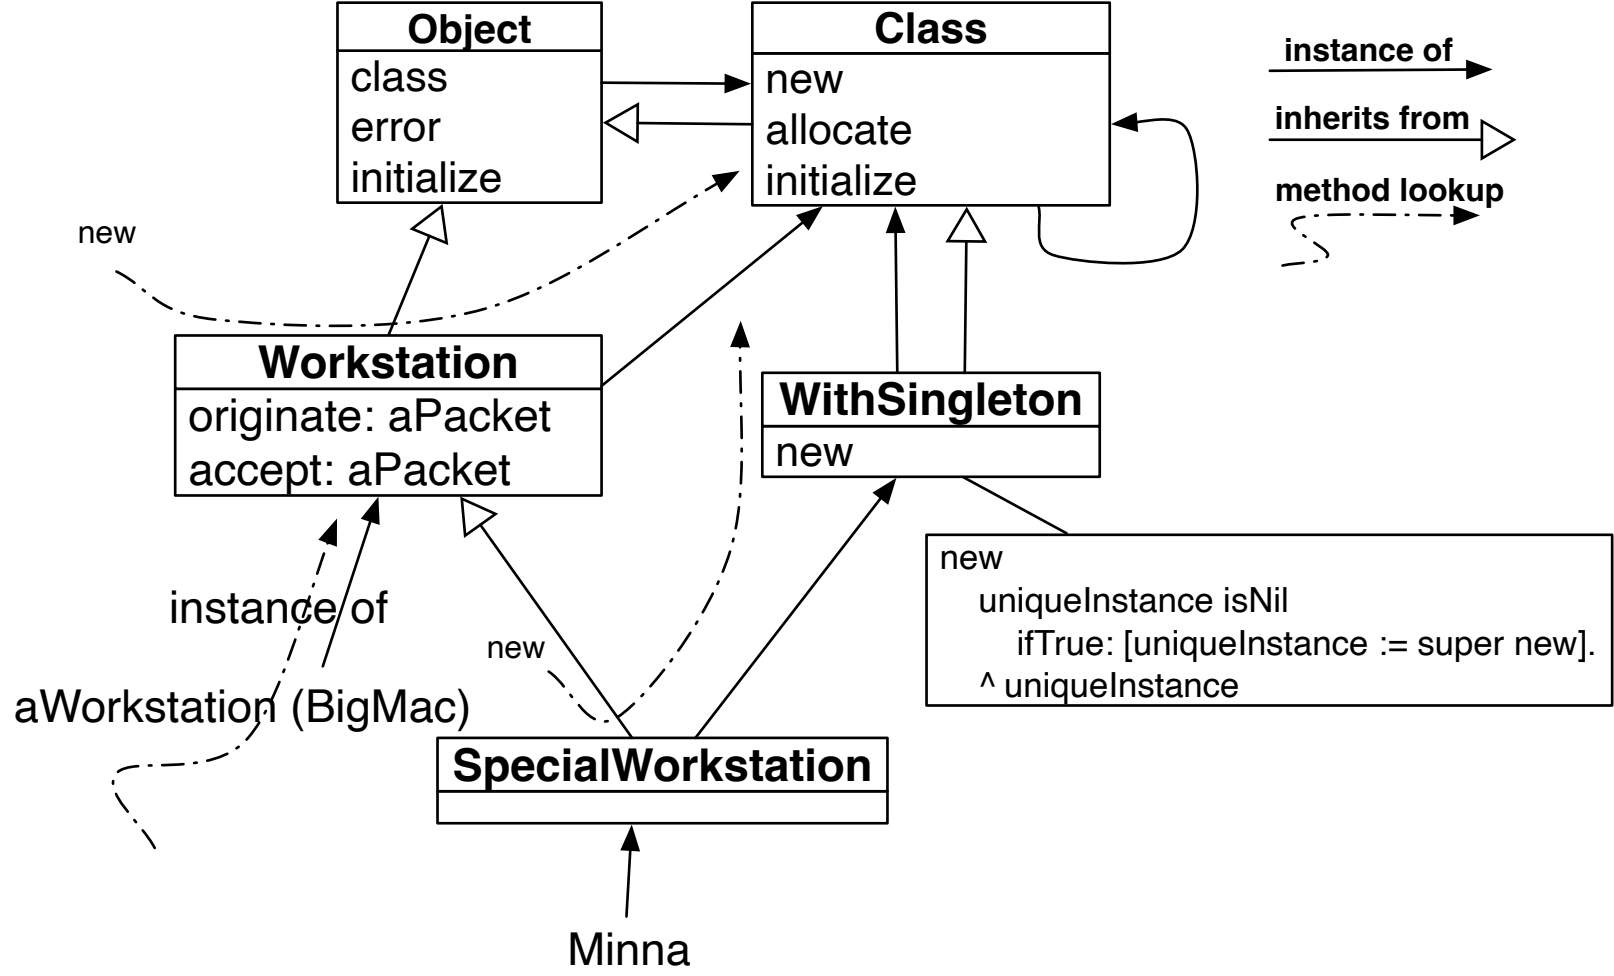 Object
class
error
initialize
Class
new
allocate
initialize
instance of
inherits from
method lookup
new
Workstation
originate: aPacket
accept: aPacket
WithSingleton
new
new
uniqueInstance isNil
ifTrue: [uniqueInstance := super new].
^ uniqueInstance
instance of
new
aWorkstation (BigMac)
SpecialWorkstation
Minna